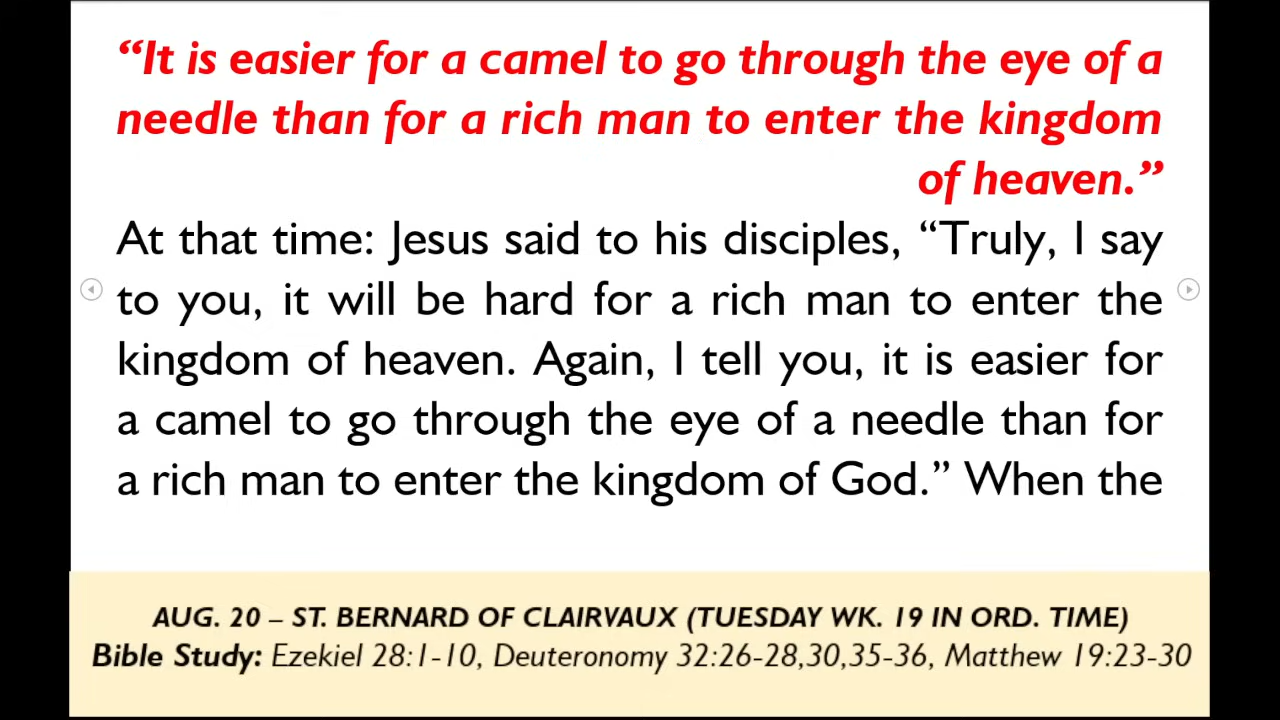 “It is easier for a camel to go through the eye of a
needle than for a rich man to enter the kingdom
of heaven.”
At that time: Jesus said to his disciples, “Truly, I say
to you, it will be hard for a rich man to enter the
kingdom of heaven. Again, I tell you, it is easier for
a camel to go through the eye of a needle than for
a rich man to enter the kingdom of God.” When the
AUG. 20 – ST. BERNARD OF CLAIRVAUX (TUESDAY WK. 19 IN ORD. TIME)
Bible Study: Ezekiel 28:1-10, Deuteronomy 32:26-28,30,35-36, Matthew 19:23-30